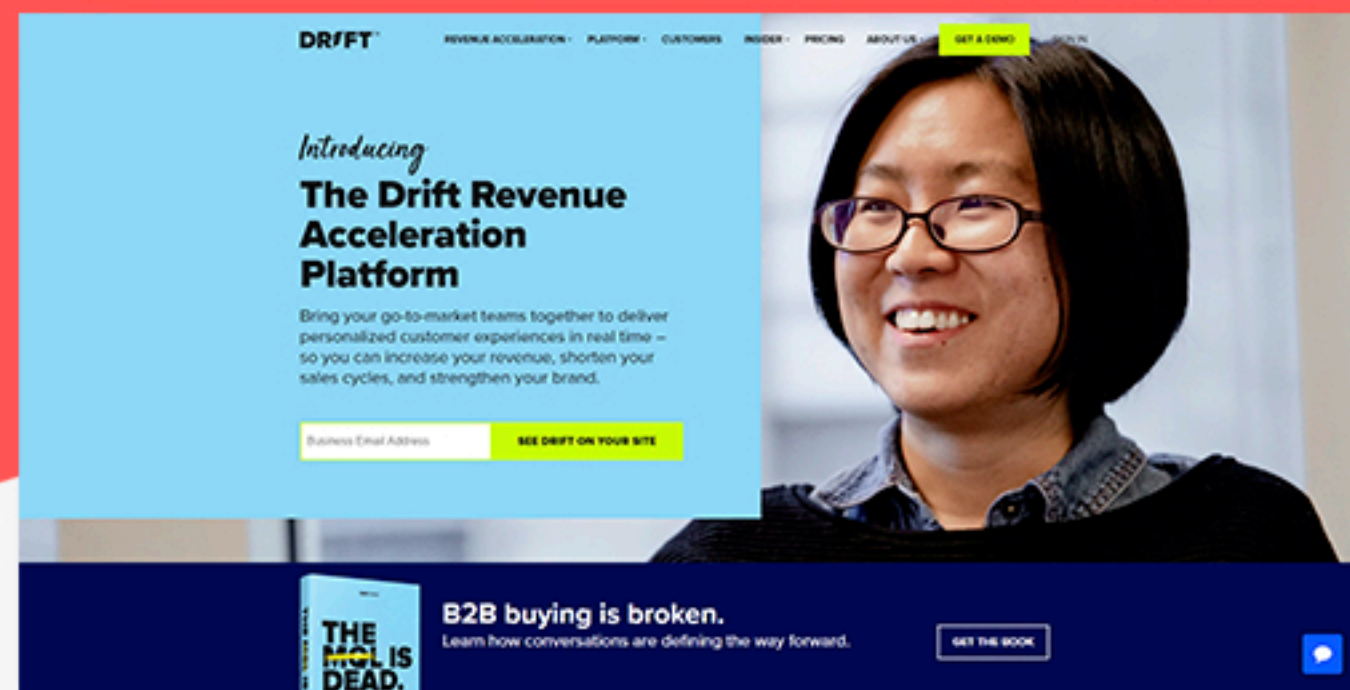 DRIFT
REVENUE ACCELERATION PLATFORM CUSTOMERS INSIDER PRICING ABOUT US GET A DEMO SIGN IN
Introducing
The Drift Revenue
Acceleration
Platform
Bring your go-to-market teams together to deliver
personalized customer experiences in real time –
so you can increase your revenue, shorten your
sales cycles, and strengthen your brand.
Business Email Address SEE DRIFT ON YOUR SITE
THE
MQL IS
DEAD.
B2B buying is broken.
Learn how conversations are defining the way forward.
GET THE BOOK